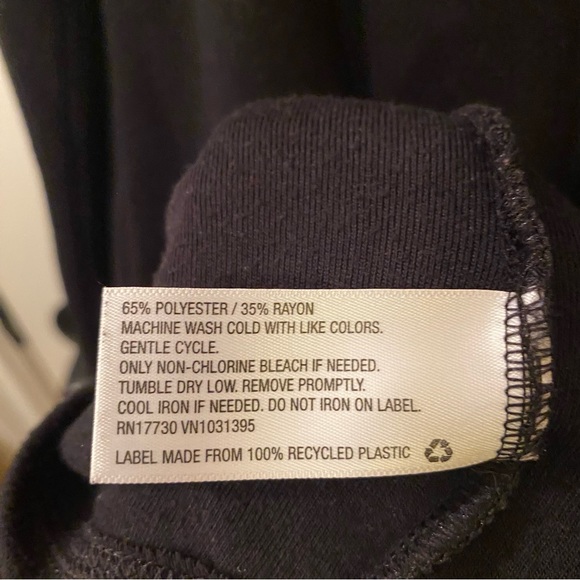 65% POLYESTER / 35% RAYON
MACHINE WASH COLD WITH LIKE COLORS.
GENTLE CYCLE.
ONLY NON-CHLORINE BLEACH IF NEEDED.
TUMBLE DRY LOW. REMOVE PROMPTLY.
COOL IRON IF NEEDED. DO NOT IRON ON LABEL.
RN17730 VN1031395
LABEL MADE FROM 100% RECYCLED PLASTIC